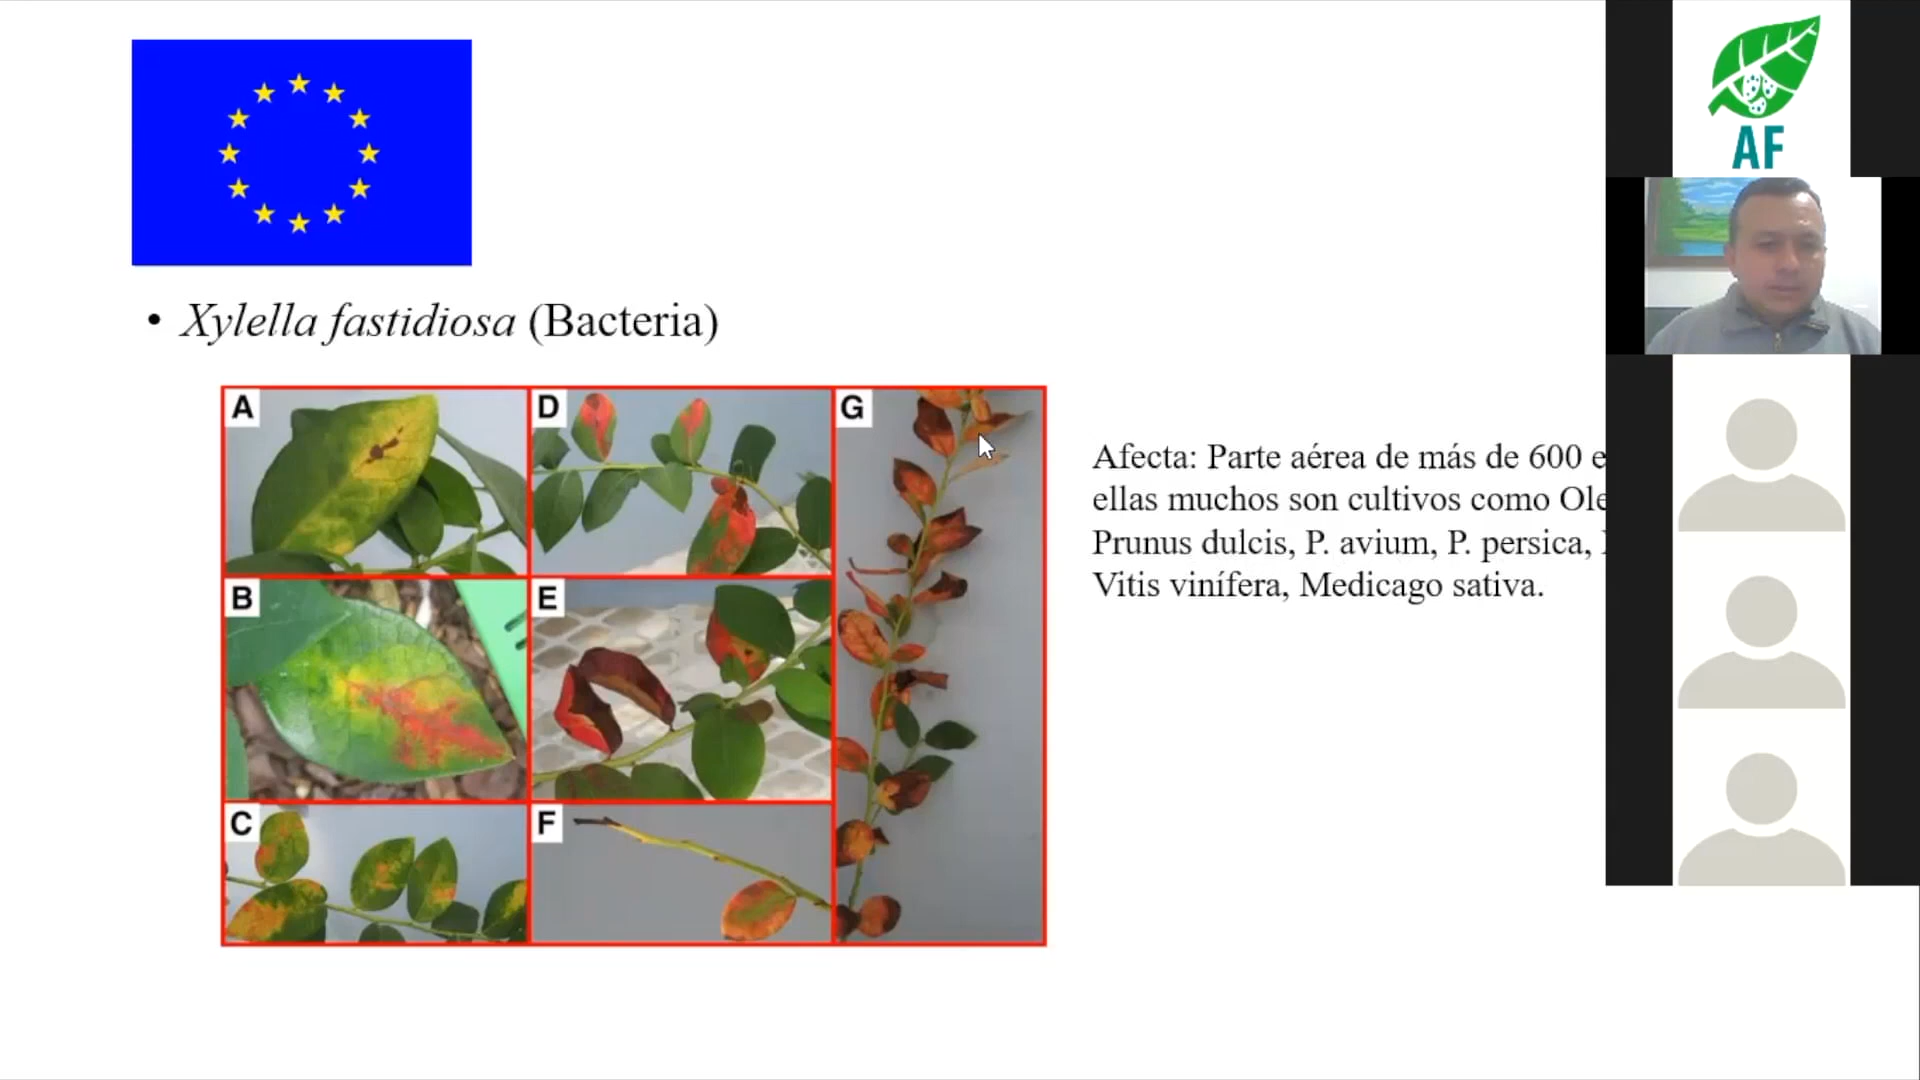 AF
• Xylella fastidiosa (Bacteria)
A
D
G
B
E
C
F
Afecta: Parte aérea de más de 600
ellas muchos son cultivos como
Prunus dulcis, P. avium, P. persica,
Vitis vinífera, Medicago sativa.